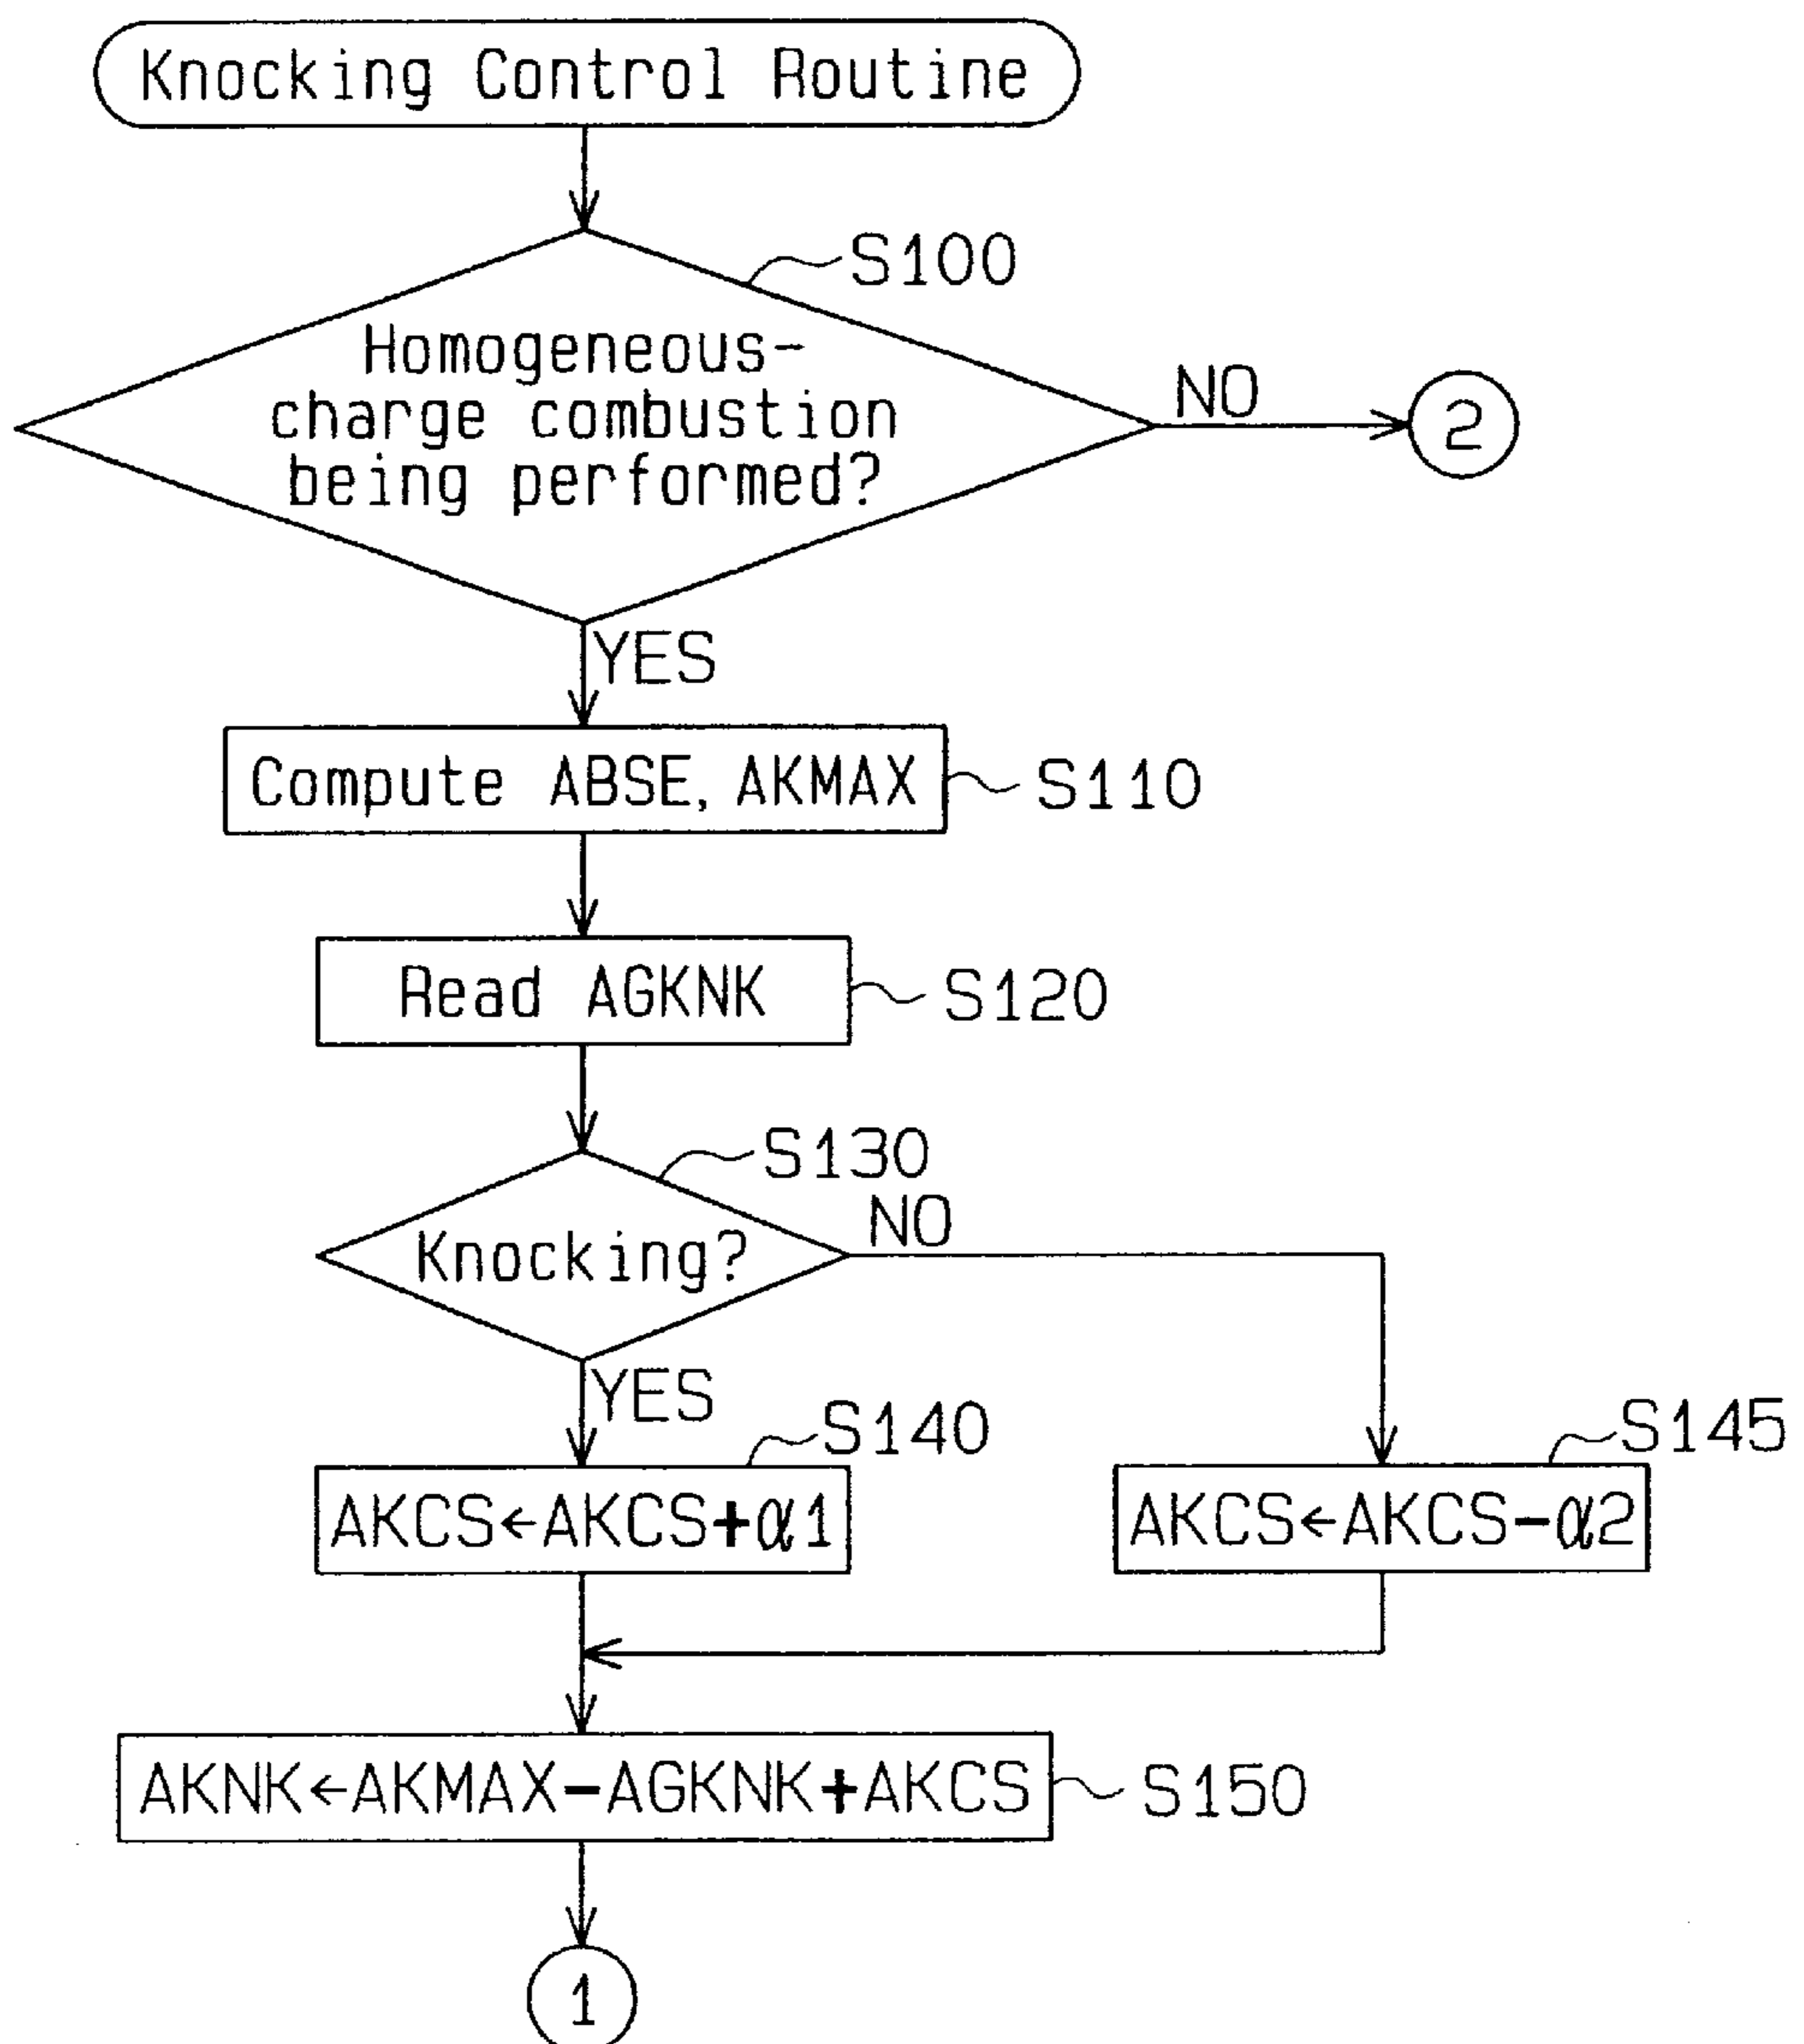 Knocking Control Routine
S100
Homogeneous-
charge combustion
being performed?
NO
2
YES
Compute ABSE, AKMAX
S110
Read AGKNK
S120
S130
Knocking?
NO
YES
S140
S145
AKCS←AKCS+α1
AKCS←AKCS−α2
AKNK←AKMAX−AGKNK+AKCS
S150
1